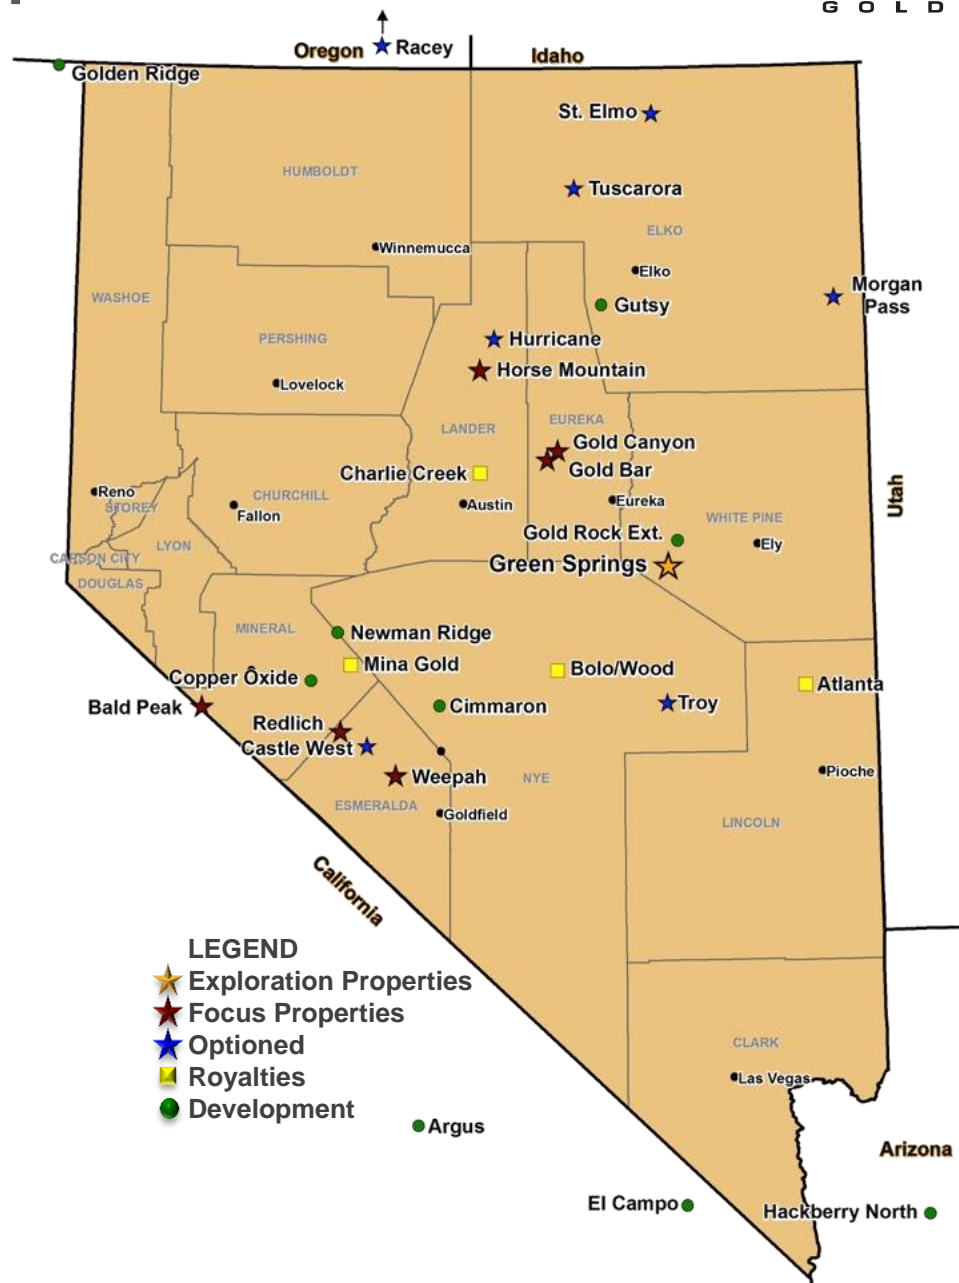 G O L D
Oregon
Racey
Idaho
Golden Ridge
St. Elmo
HUMBOLDT
Tuscarora
ELKO
Winnemucca
Elko
WASHOE
Morgan
Pass
Gutsy
PERSHING
Hurricane
Horse Mountain
Lovelock
LANDER
EUREKA
Gold Canyon
Gold Bar
Charlie Creek
Utah
Reno
STOREY
CHURCHILL
Fallon
Austin
Eureka
WHITE PINE
Gold Rock Ext.
Ely
LYON
CARSON CITY
Green Springs
DOUGLAS
MINERAL
Newman Ridge
Mina Gold
Bolo/Wood
Copper Oxide
Atlanta
Bald Peak
Cimmaron
Troy
Redlich
Castle West
Weepah
NYE
Pioche
ESMERALDA
Goldfield
LINCOLN
California
LEGEND
Exploration Properties
Focus Properties
Optioned
Royalties
Development
CLARK
Las Vegas
Argus
Arizona
El Campo
Hackberry North